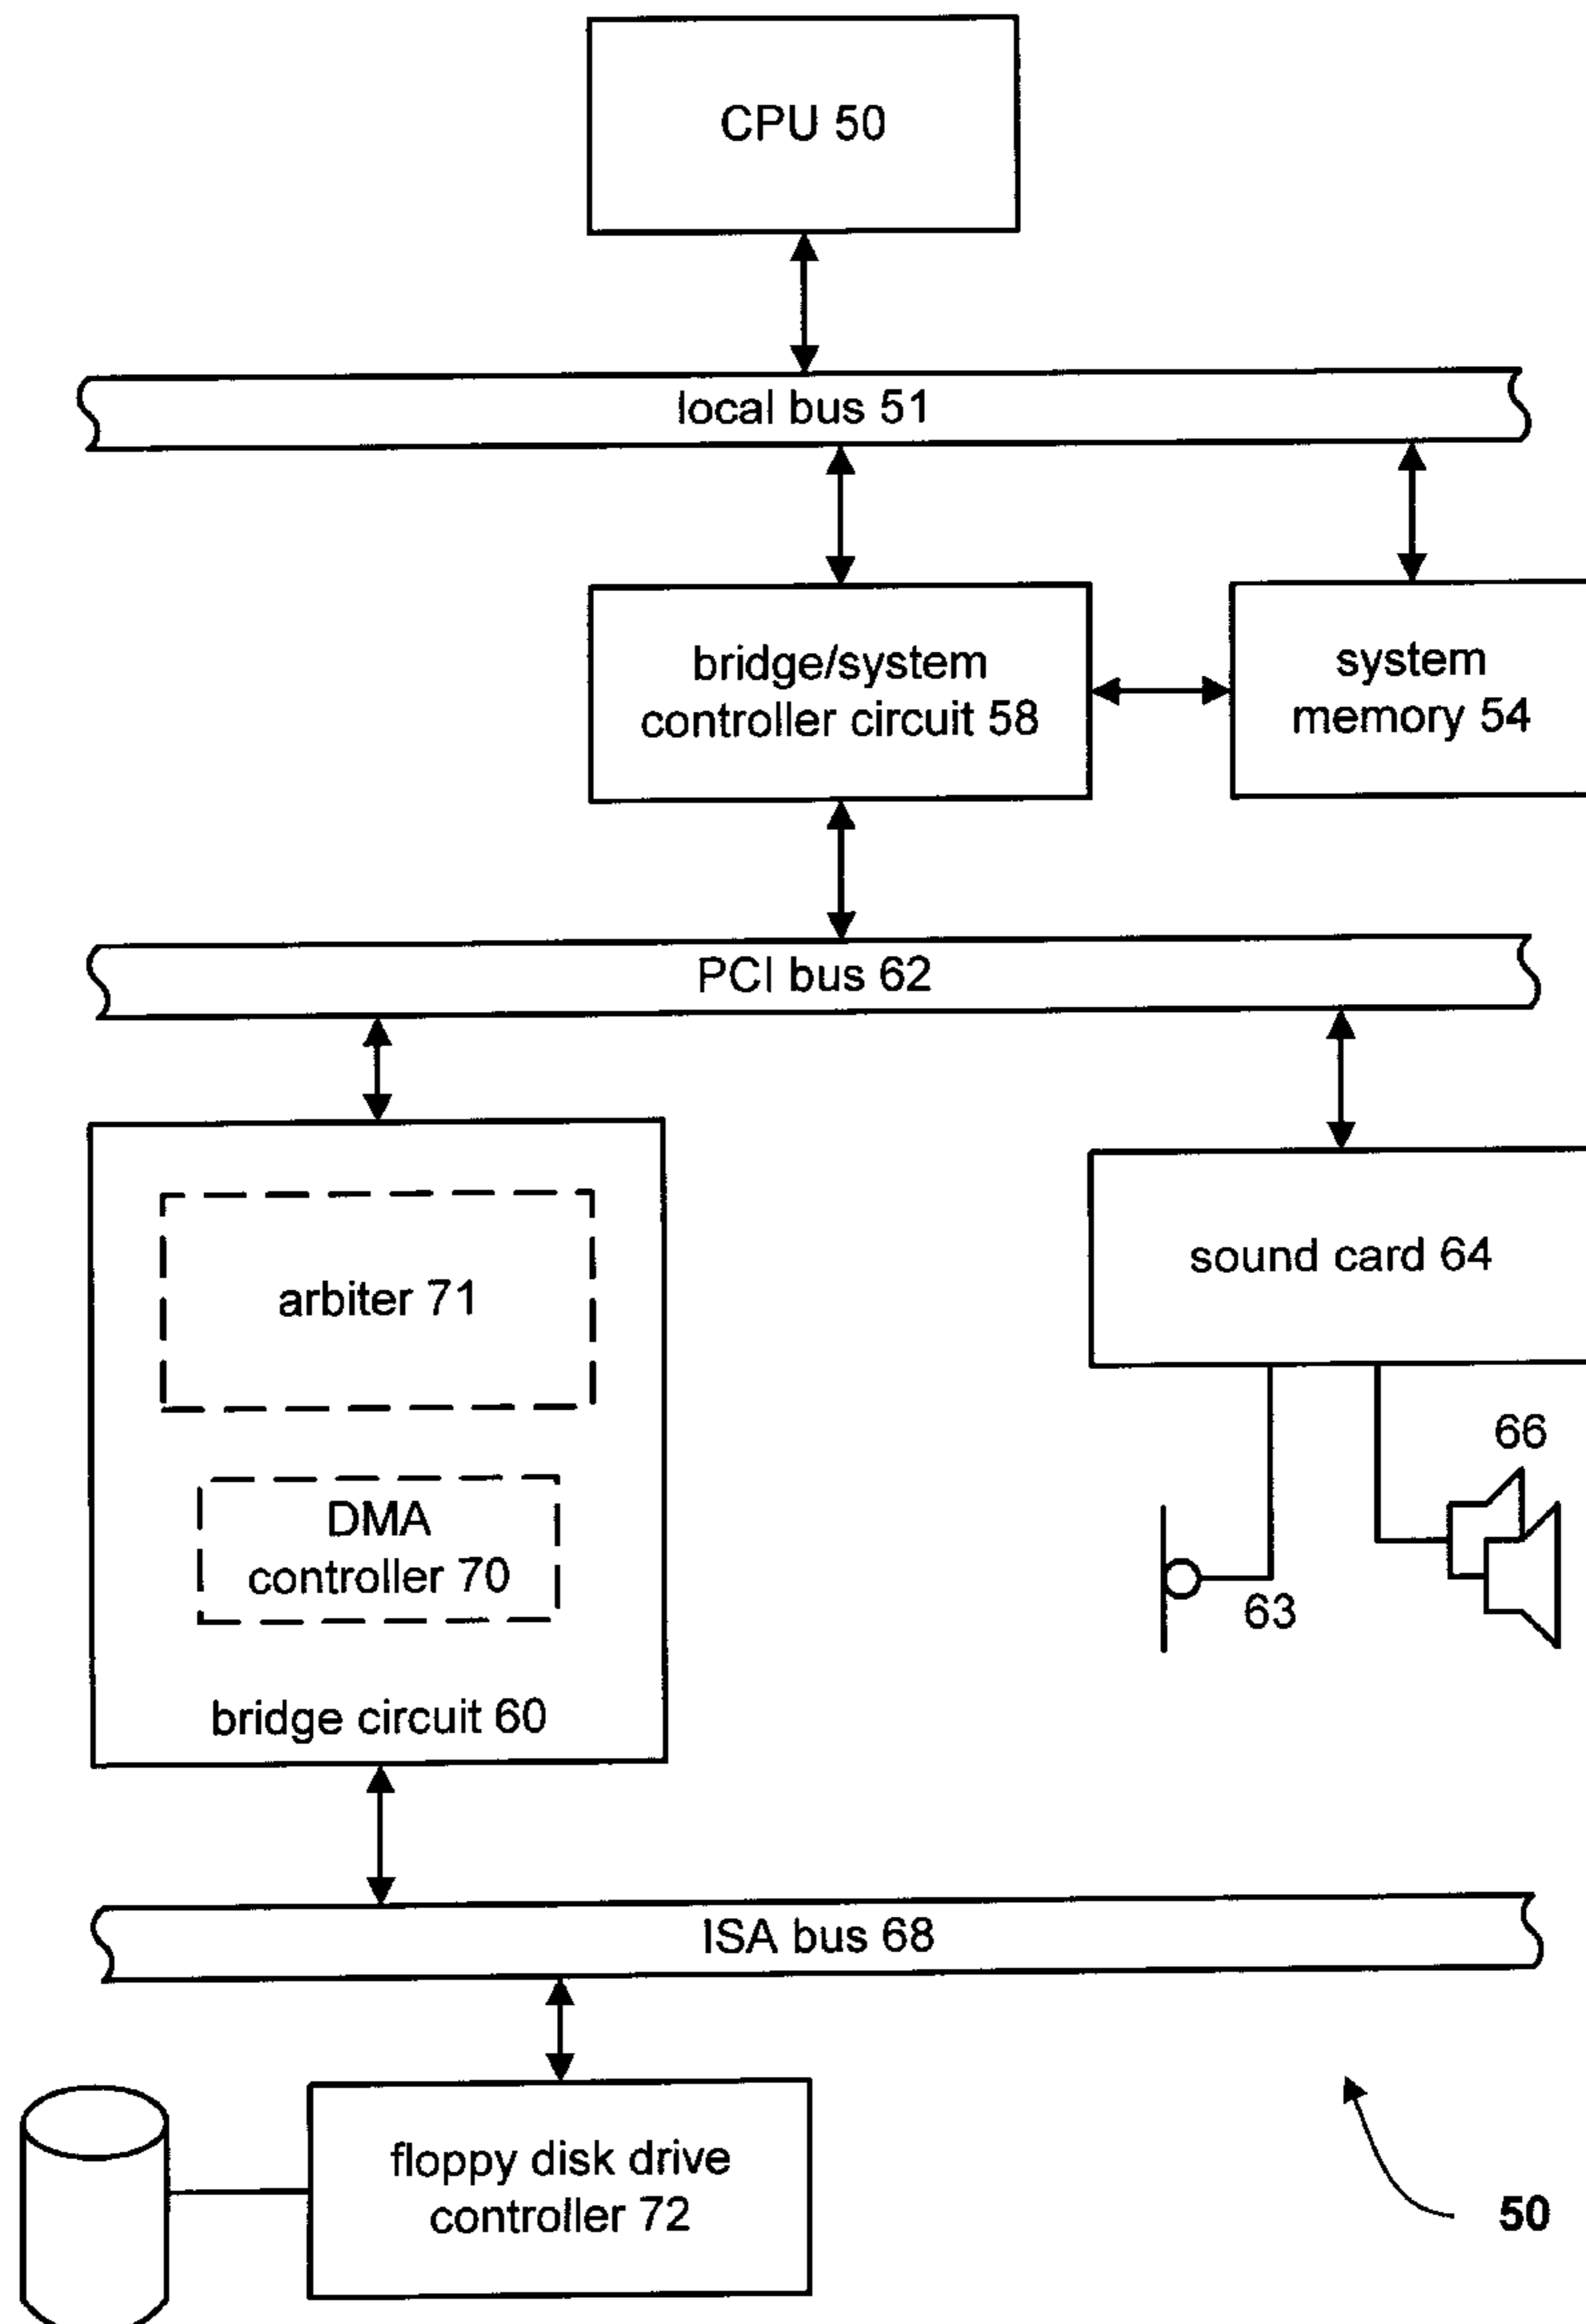 CPU 50
local bus 51
bridge/system
controller circuit 58
system
memory 54
PCI bus 62
arbiter 71
DMA
controller 70
bridge circuit 60
sound card 64
66
63
ISA bus 68
floppy disk drive
controller 72
50